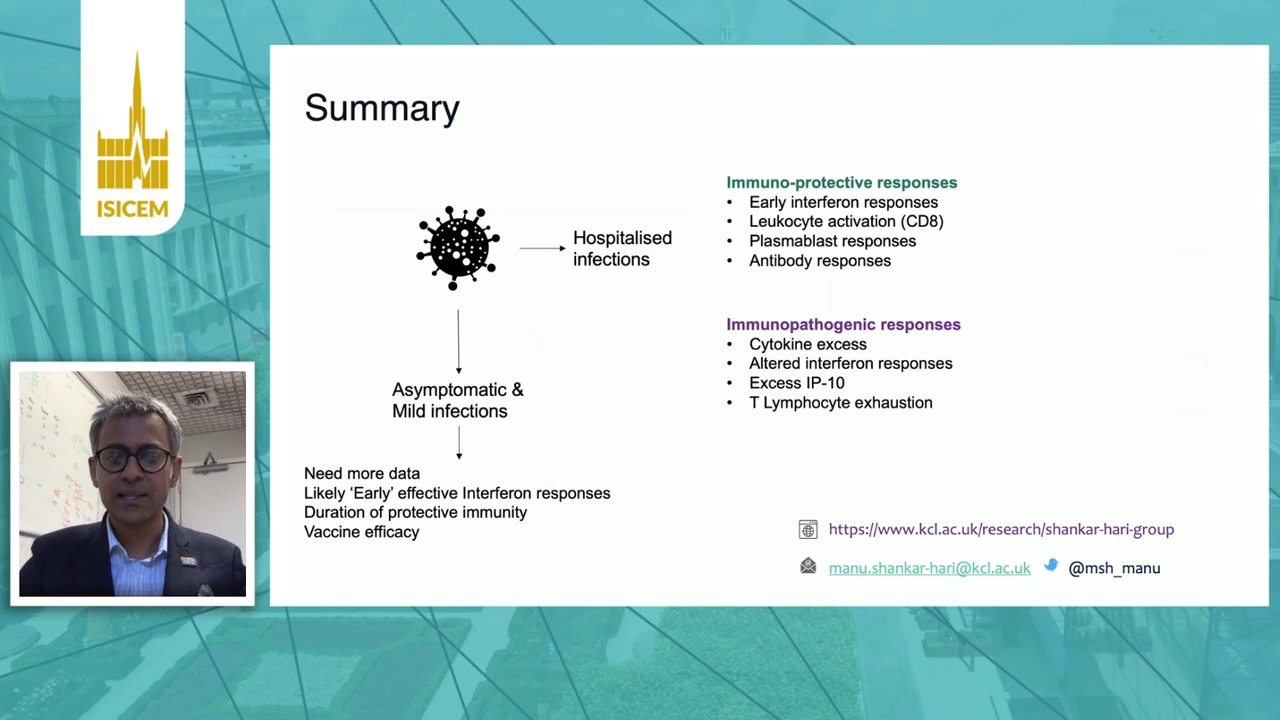 ISICEM
Summary
Hospitalised
infections
Asymptomatic &
Mild infections
Need more data
Likely ‘Early’ effective Interferon responses
Duration of protective immunity
Vaccine efficacy
Immuno-protective responses
• Early interferon responses
• Leukocyte activation (CD8)
• Plasmablast responses
• Antibody responses
Immunopathogenic responses
• Cytokine excess
• Altered interferon responses
• Excess IP-10
• T Lymphocyte exhaustion
https://www.kcl.ac.uk/research/shankar-hari-group
manu.shankar-hari@kcl.ac.uk @msh_manu